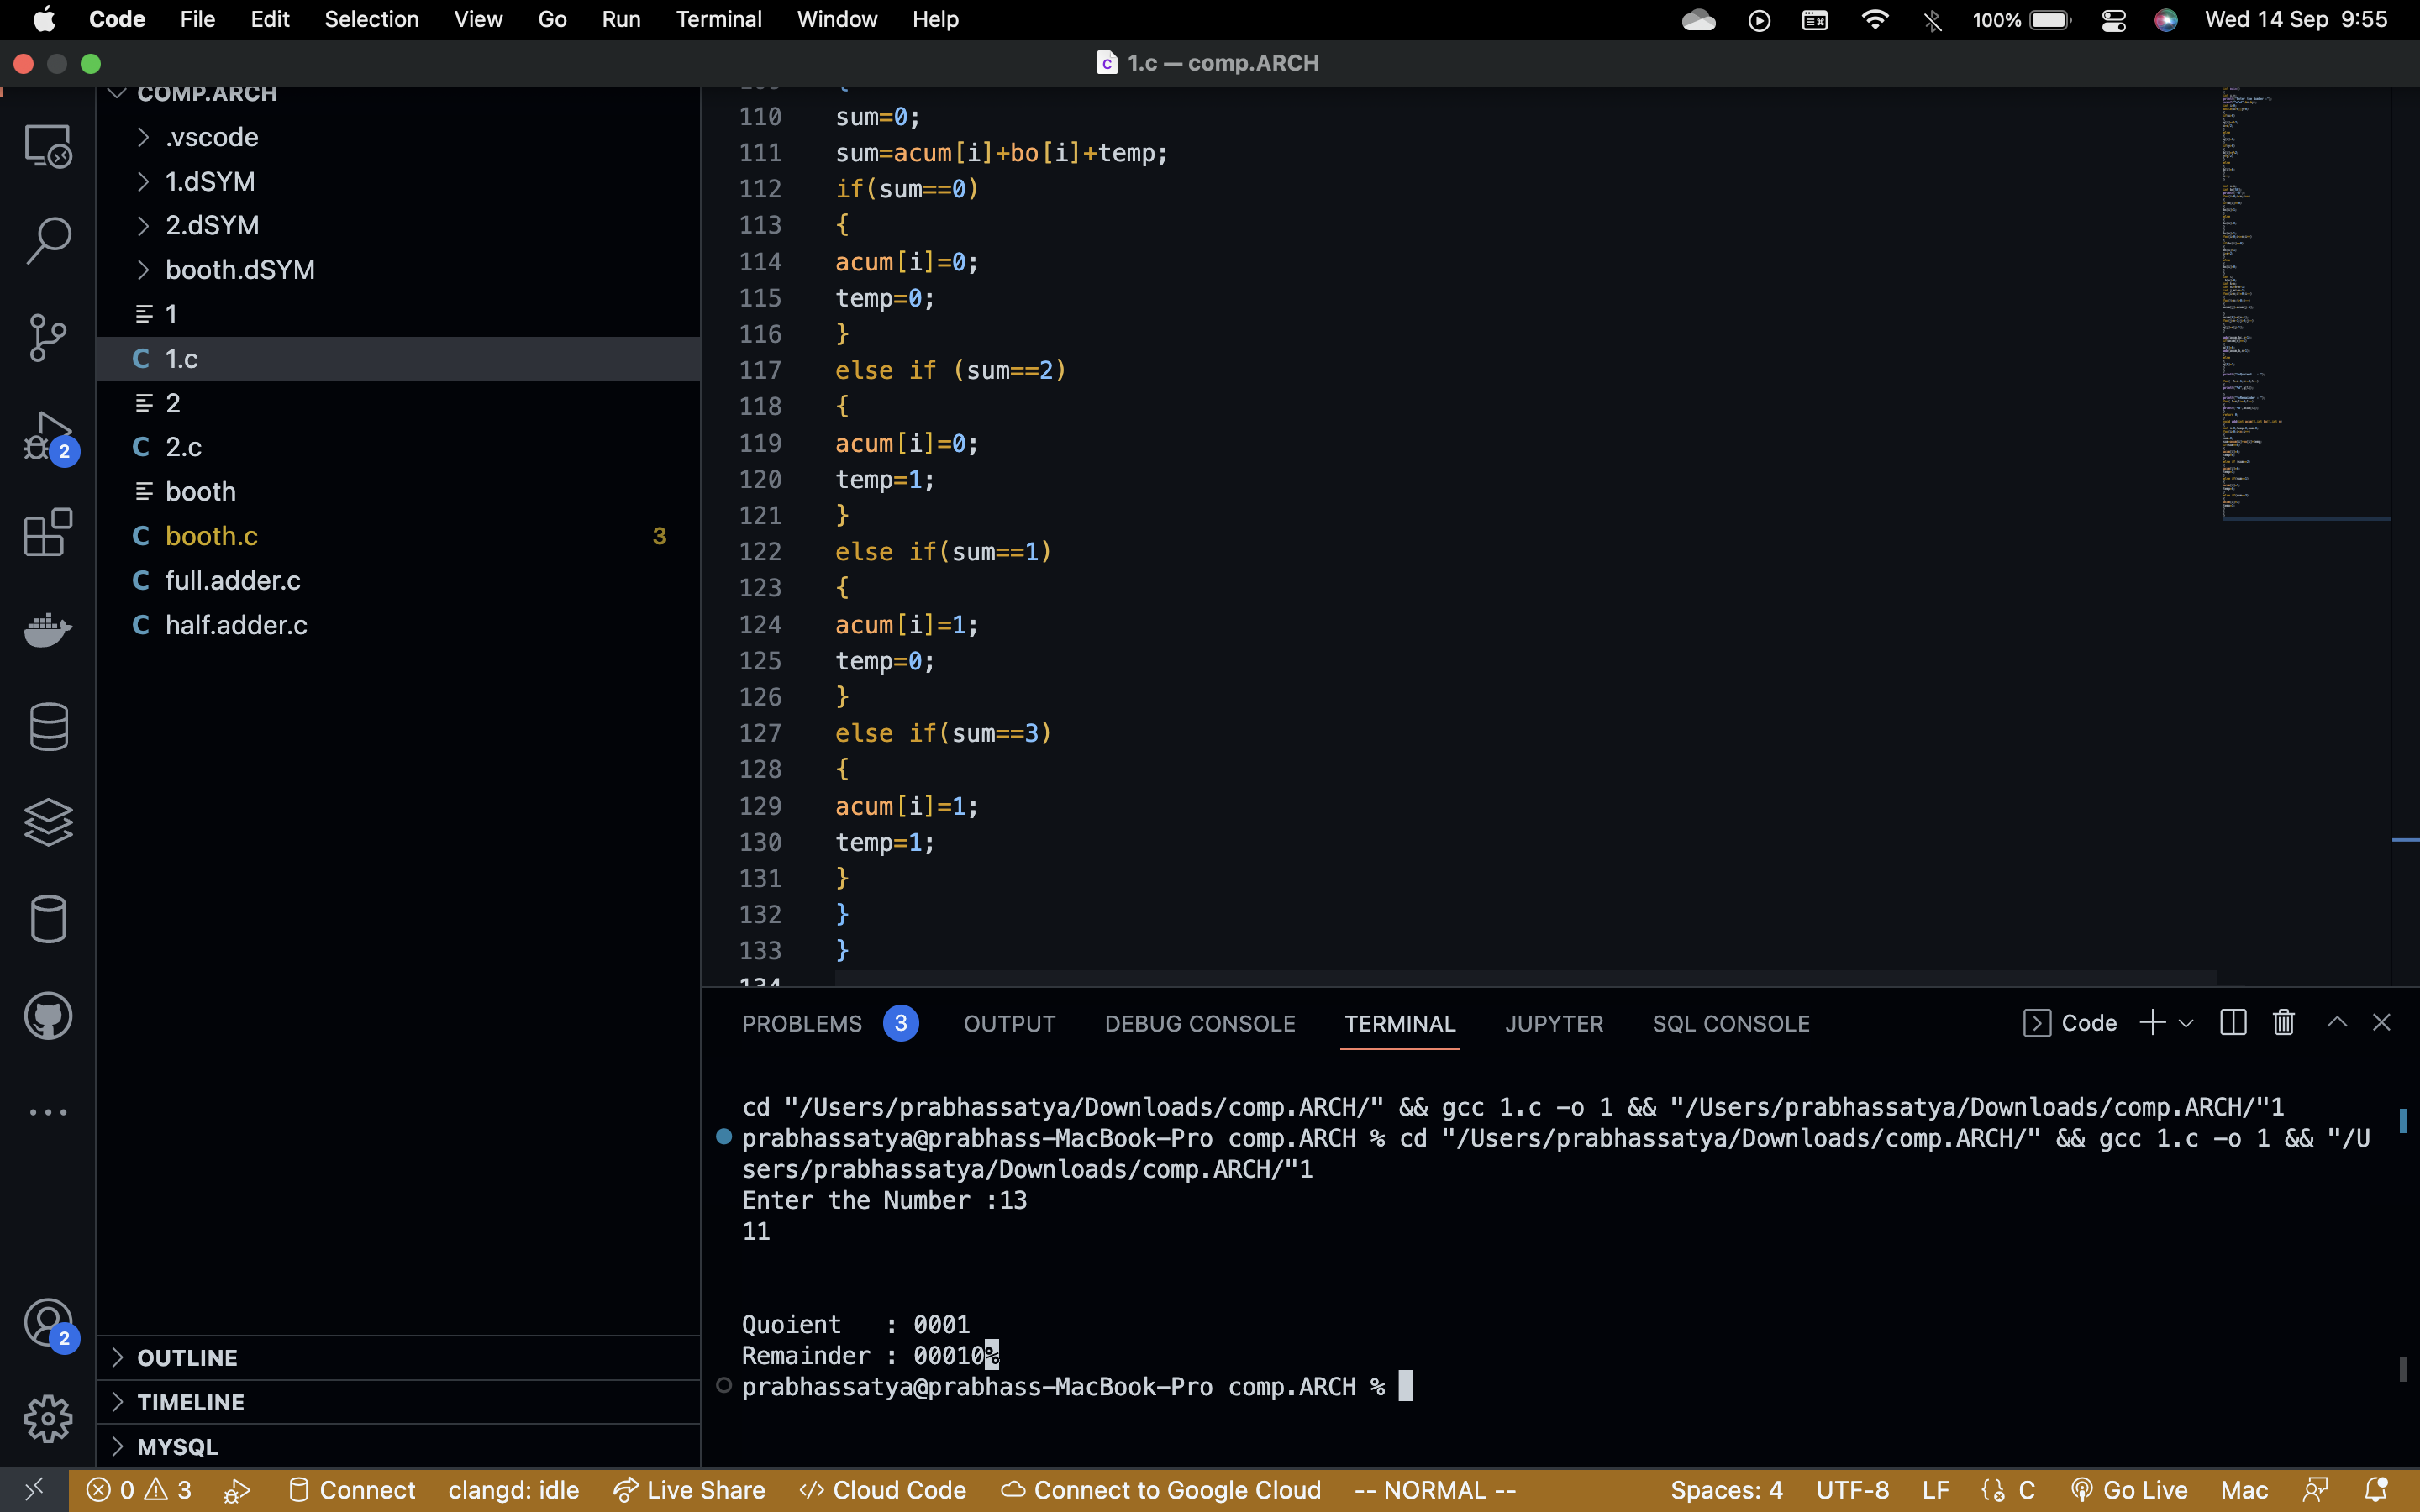 Code File Edit Selection View Go Run Terminal Window Help 100% Wed 14 Sep 9:55
1.c — comp.ARCH
COMP.ARCH
.vscode
1.dSYM
2.dSYM
booth.dSYM
1
C 1.c
2
C 2.c
booth
C booth.c 3
C full.adder.c
C half.adder.c
2
2
OUTLINE
TIMELINE
MYSQL
110 sum=0;
111 sum=acum[i]+bo[i]+temp;
112 if(sum==0)
113 {
114 acum[i]=0;
115 temp=0;
116 }
117 else if (sum==2)
118 {
119 acum[i]=0;
120 temp=1;
121 }
122 else if(sum==1)
123 {
124 acum[i]=1;
125 temp=0;
126 }
127 else if(sum==3)
128 {
129 acum[i]=1;
130 temp=1;
131 }
132 }
133 }
134
PROBLEMS 3 OUTPUT DEBUG CONSOLE TERMINAL JUPYTER SQL CONSOLE Code
cd "/Users/prabhassatya/Downloads/comp.ARCH/" && gcc 1.c -o 1 && "/Users/prabhassatya/Downloads/comp.ARCH/"1
prabhassatya@prabhass-MacBook-Pro comp.ARCH % cd "/Users/prabhassatya/Downloads/comp.ARCH/" && gcc 1.c -o 1 && "/U
sers/prabhassatya/Downloads/comp.ARCH/"1
Enter the Number :13
11
Quoient   : 0001
Remainder : 00010%
prabhassatya@prabhass-MacBook-Pro comp.ARCH %
0 3 Connect clangd: idle Live Share Cloud Code Connect to Google Cloud -- NORMAL -- Spaces: 4 UTF-8 LF C Go Live Mac